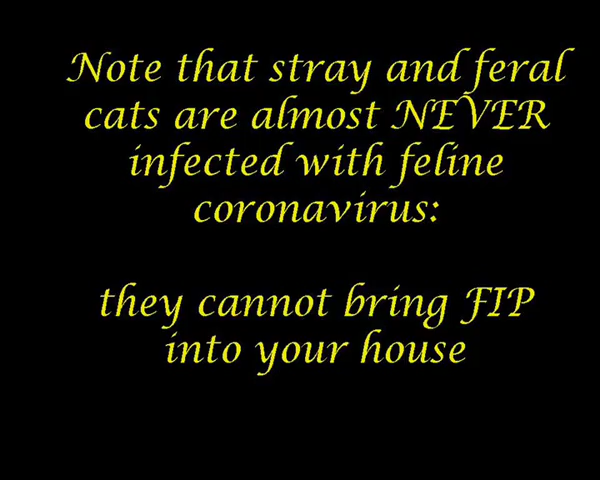 Note that stray and feral
cats are almost NEVER
infected with feline
coronavirus:
they cannot bring FIP
into your house